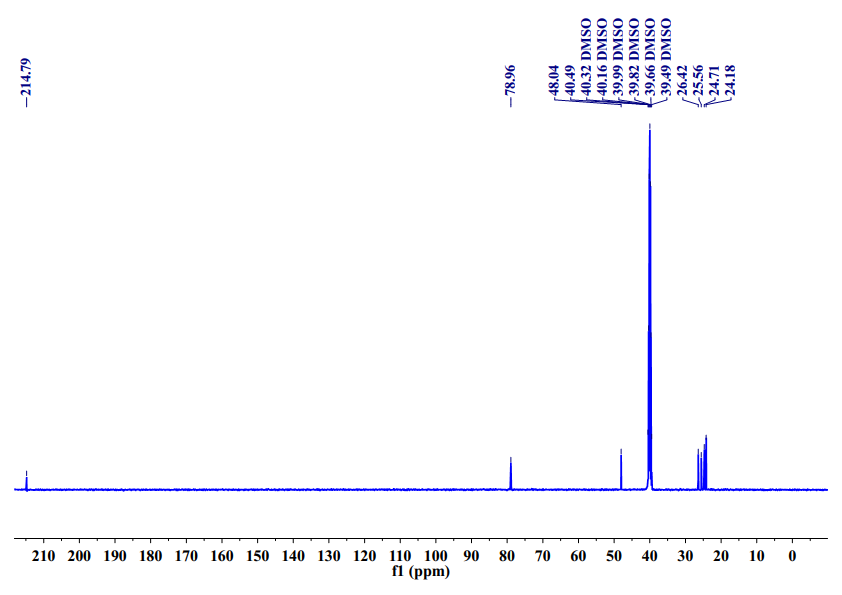 214.79
78.96
48.04
40.49
40.32 DMSO
40.16 DMSO
39.99 DMSO
39.82 DMSO
39.66 DMSO
39.49 DMSO
26.42
25.56
24.71
24.18
210 200 190 180 170 160 150 140 130 120 110 100 90 80 70 60 50 40 30 20 10 0
f1 (ppm)